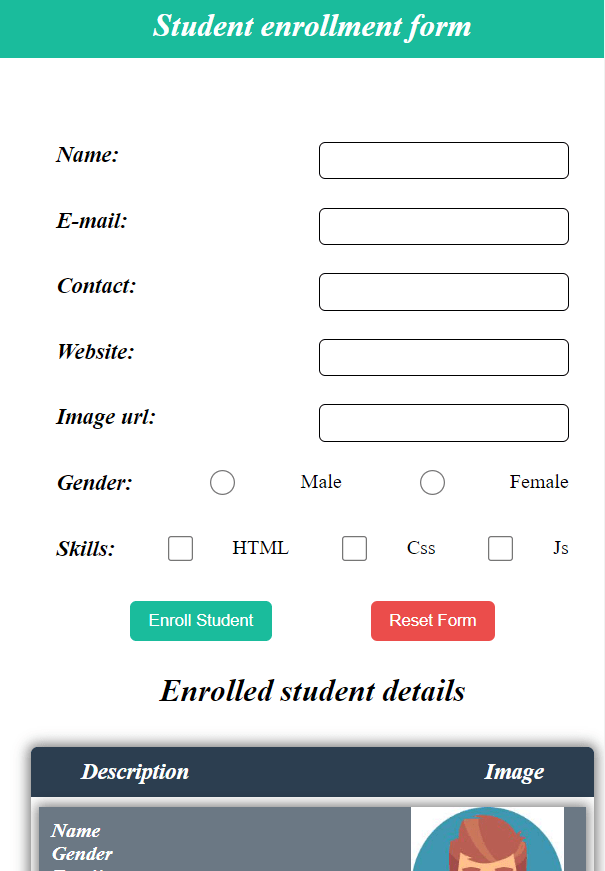 Student enrollment form
Name:
E-mail:
Contact:
Website:
Image url:
Gender: Male Female
Skills: HTML Css Js
Enroll Student Reset Form
Enrolled student details
Description Image
Name
Gender